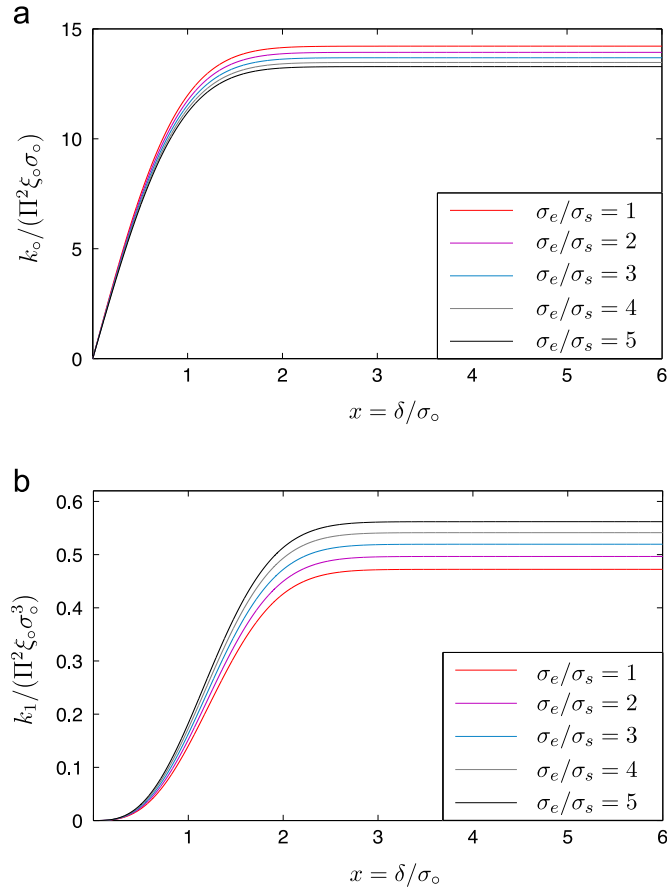 a
15
10
5
0
k∘/(Π²ξ∘σ∘)
σₑ/σₛ = 1
σₑ/σₛ = 2
σₑ/σₛ = 3
σₑ/σₛ = 4
σₑ/σₛ = 5
1 2 3 4 5 6
x = δ/σ∘
b
0.6
0.5
0.4
0.3
0.2
0.1
0
k₁/(Π²ξ∘σ∘³)
σₑ/σₛ = 1
σₑ/σₛ = 2
σₑ/σₛ = 3
σₑ/σₛ = 4
σₑ/σₛ = 5
1 2 3 4 5 6
x = δ/σ∘